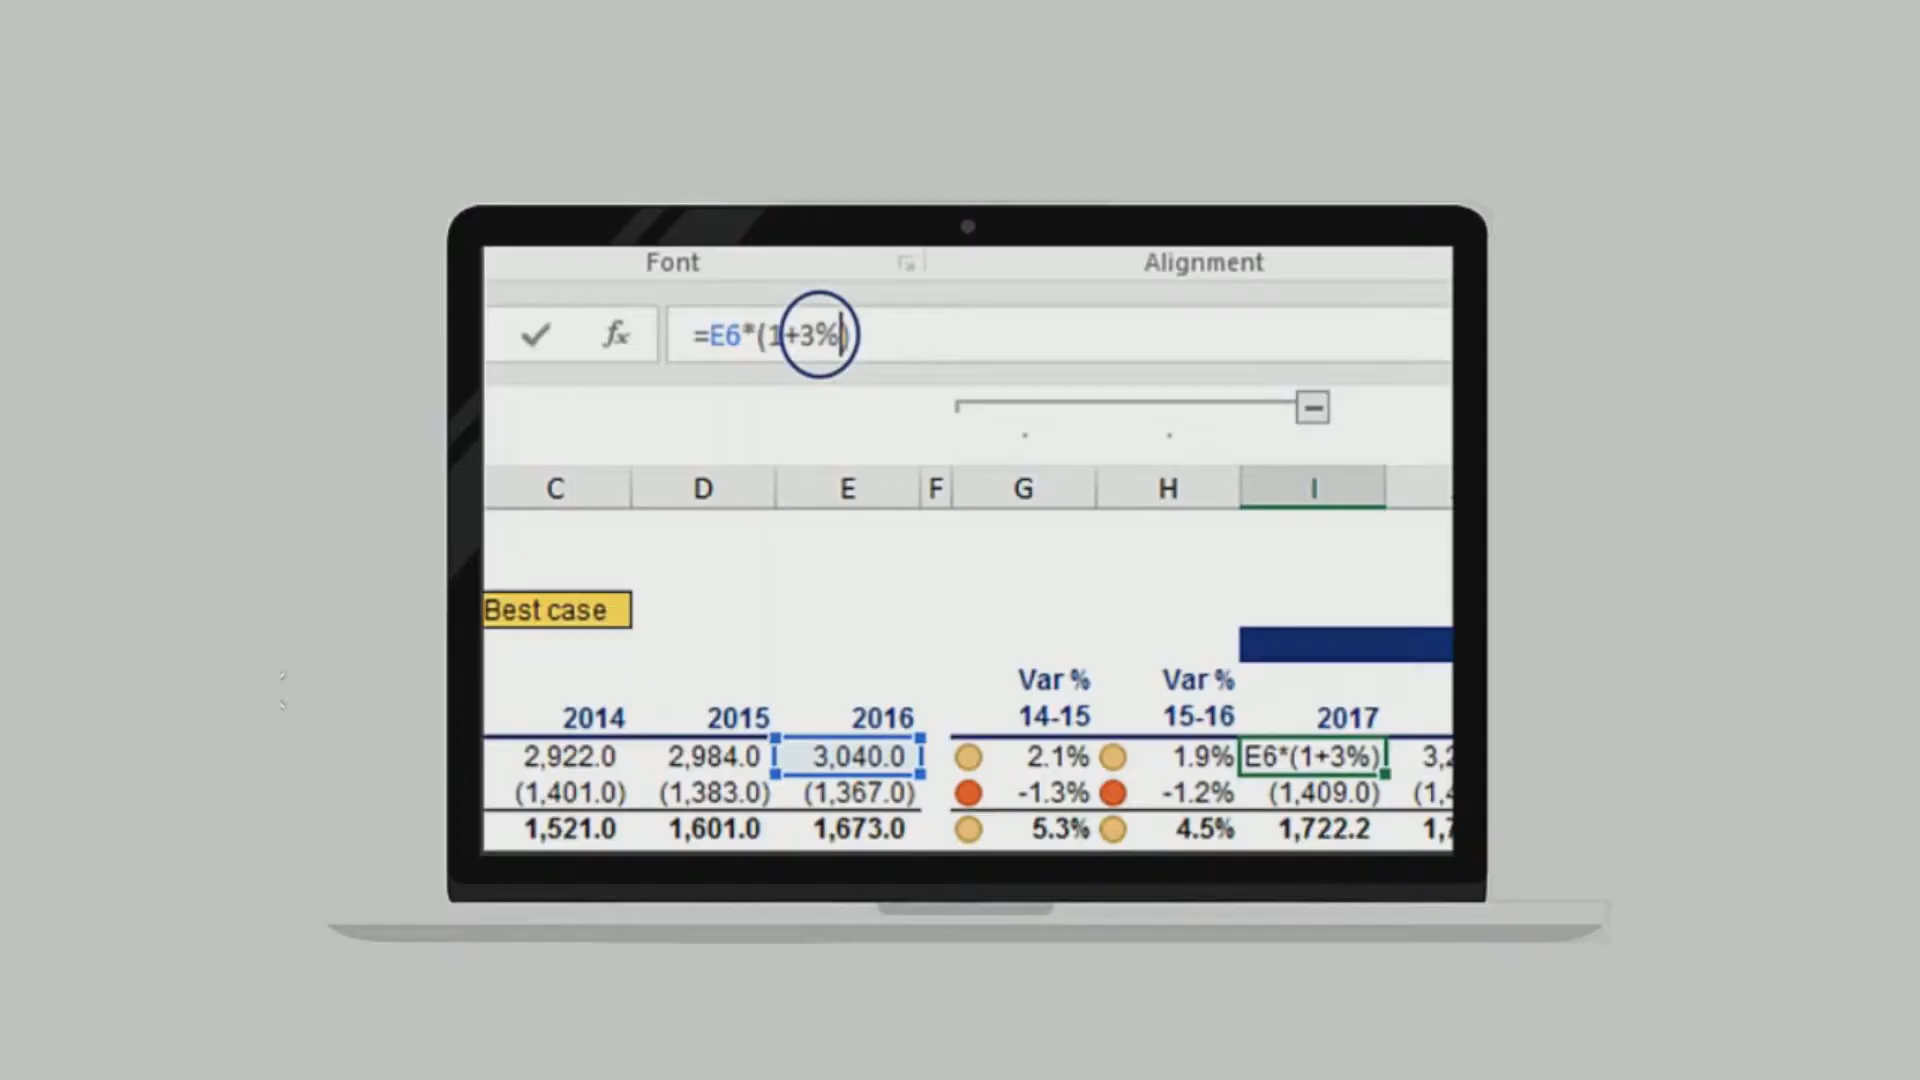 Font Alignment
fx =E6*(1+3%)
C D E F G H I
Best case
Var % Var %
2014 2015 2016 14-15 15-16 2017
2,922.0 2,984.0 3,040.0 2.1% 1.9% E6*(1+3%)
(1,401.0) (1,383.0) (1,367.0) -1.3% -1.2% (1,409.0)
1,521.0 1,601.0 1,673.0 5.3% 4.5% 1,722.2